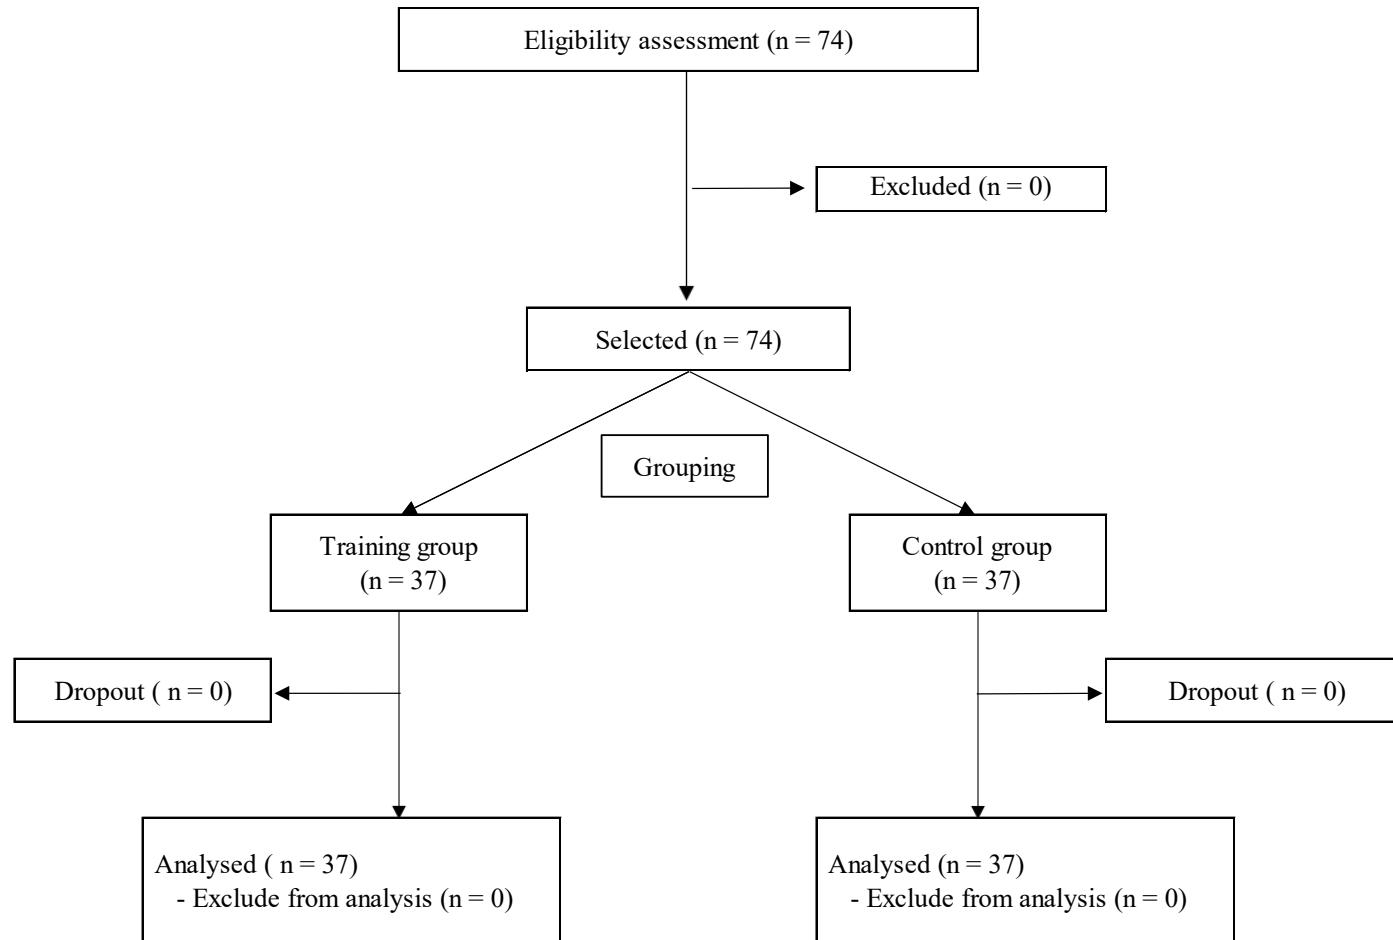 Eligibility assessment (n = 74)
Excluded (n = 0)
Selected (n = 74)
Grouping
Training group
(n = 37)
Control group
(n = 37)
Dropout ( n = 0)
Dropout ( n = 0)
Analysed ( n = 37)
- Exclude from analysis (n = 0)
Analysed (n = 37)
- Exclude from analysis (n = 0)